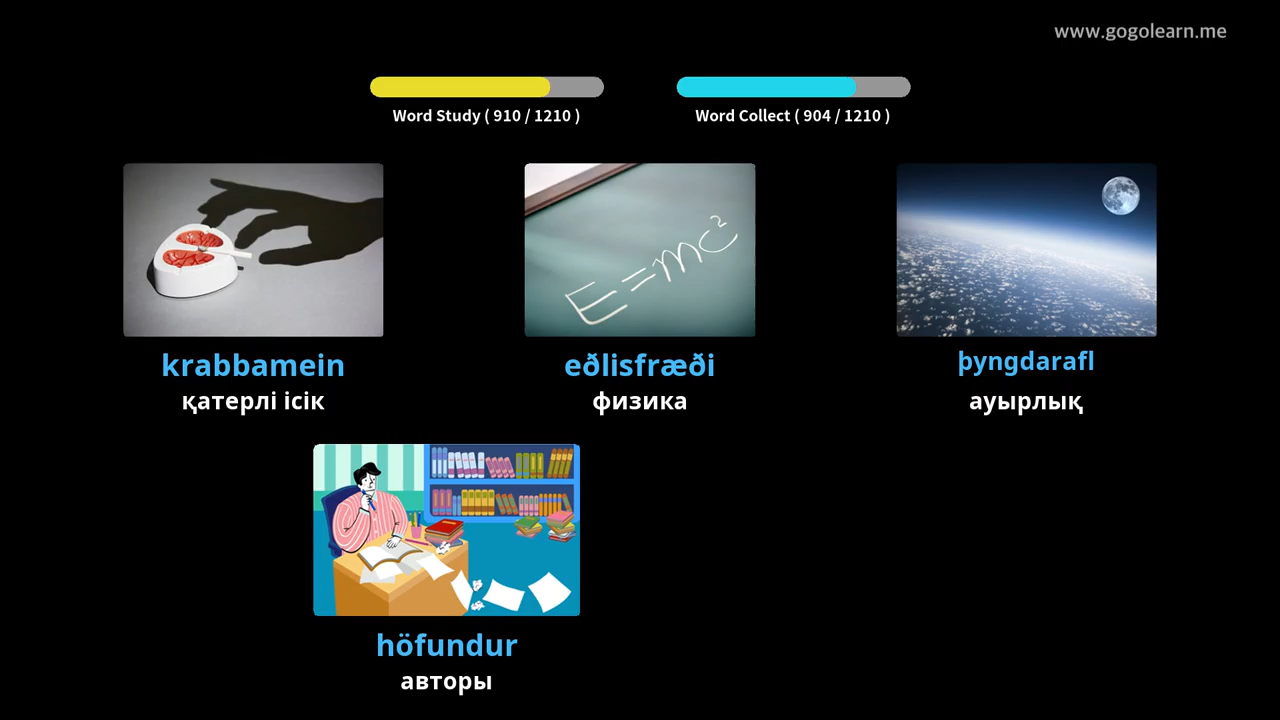 www.gogolearn.me
Word Study ( 910 / 1210 )
Word Collect ( 904 / 1210 )
E=mc²
krabbamein
қатерлі ісік
eðlisfræði
физика
þyngdarafl
ауырлық
höfundur
авторы